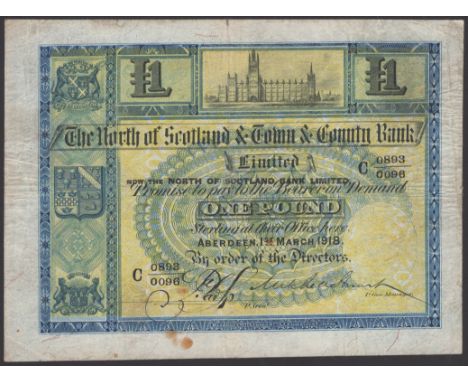 £1 £1
The North of Scotland & Town & County Bank
Limited
NOW THE NORTH OF SCOTLAND BANK LIMITED
C 0893/0096
Promise to pay to the Bearer on Demand
ONE POUND
Sterling at their Office here
ABERDEEN, 1ST MARCH 1918.
By order of the Directors.
C 0893/0096